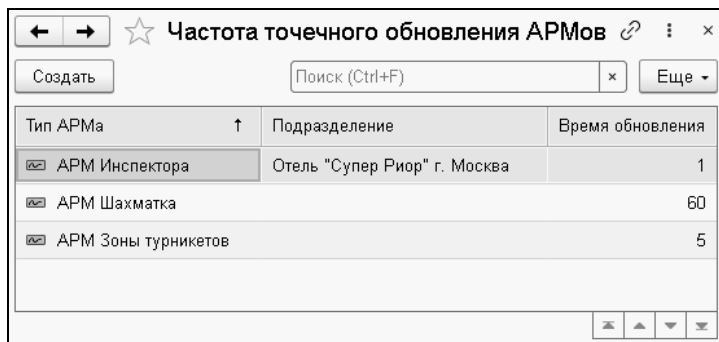 Частота точечного обновления АРМов
Создать Поиск (Ctrl+F) Еще
Тип АРМа Подразделение Время обновления
АРМ Инспектора Отель "Супер Риор" г. Москва 1
АРМ Шахматка 60
АРМ Зоны турникетов 5